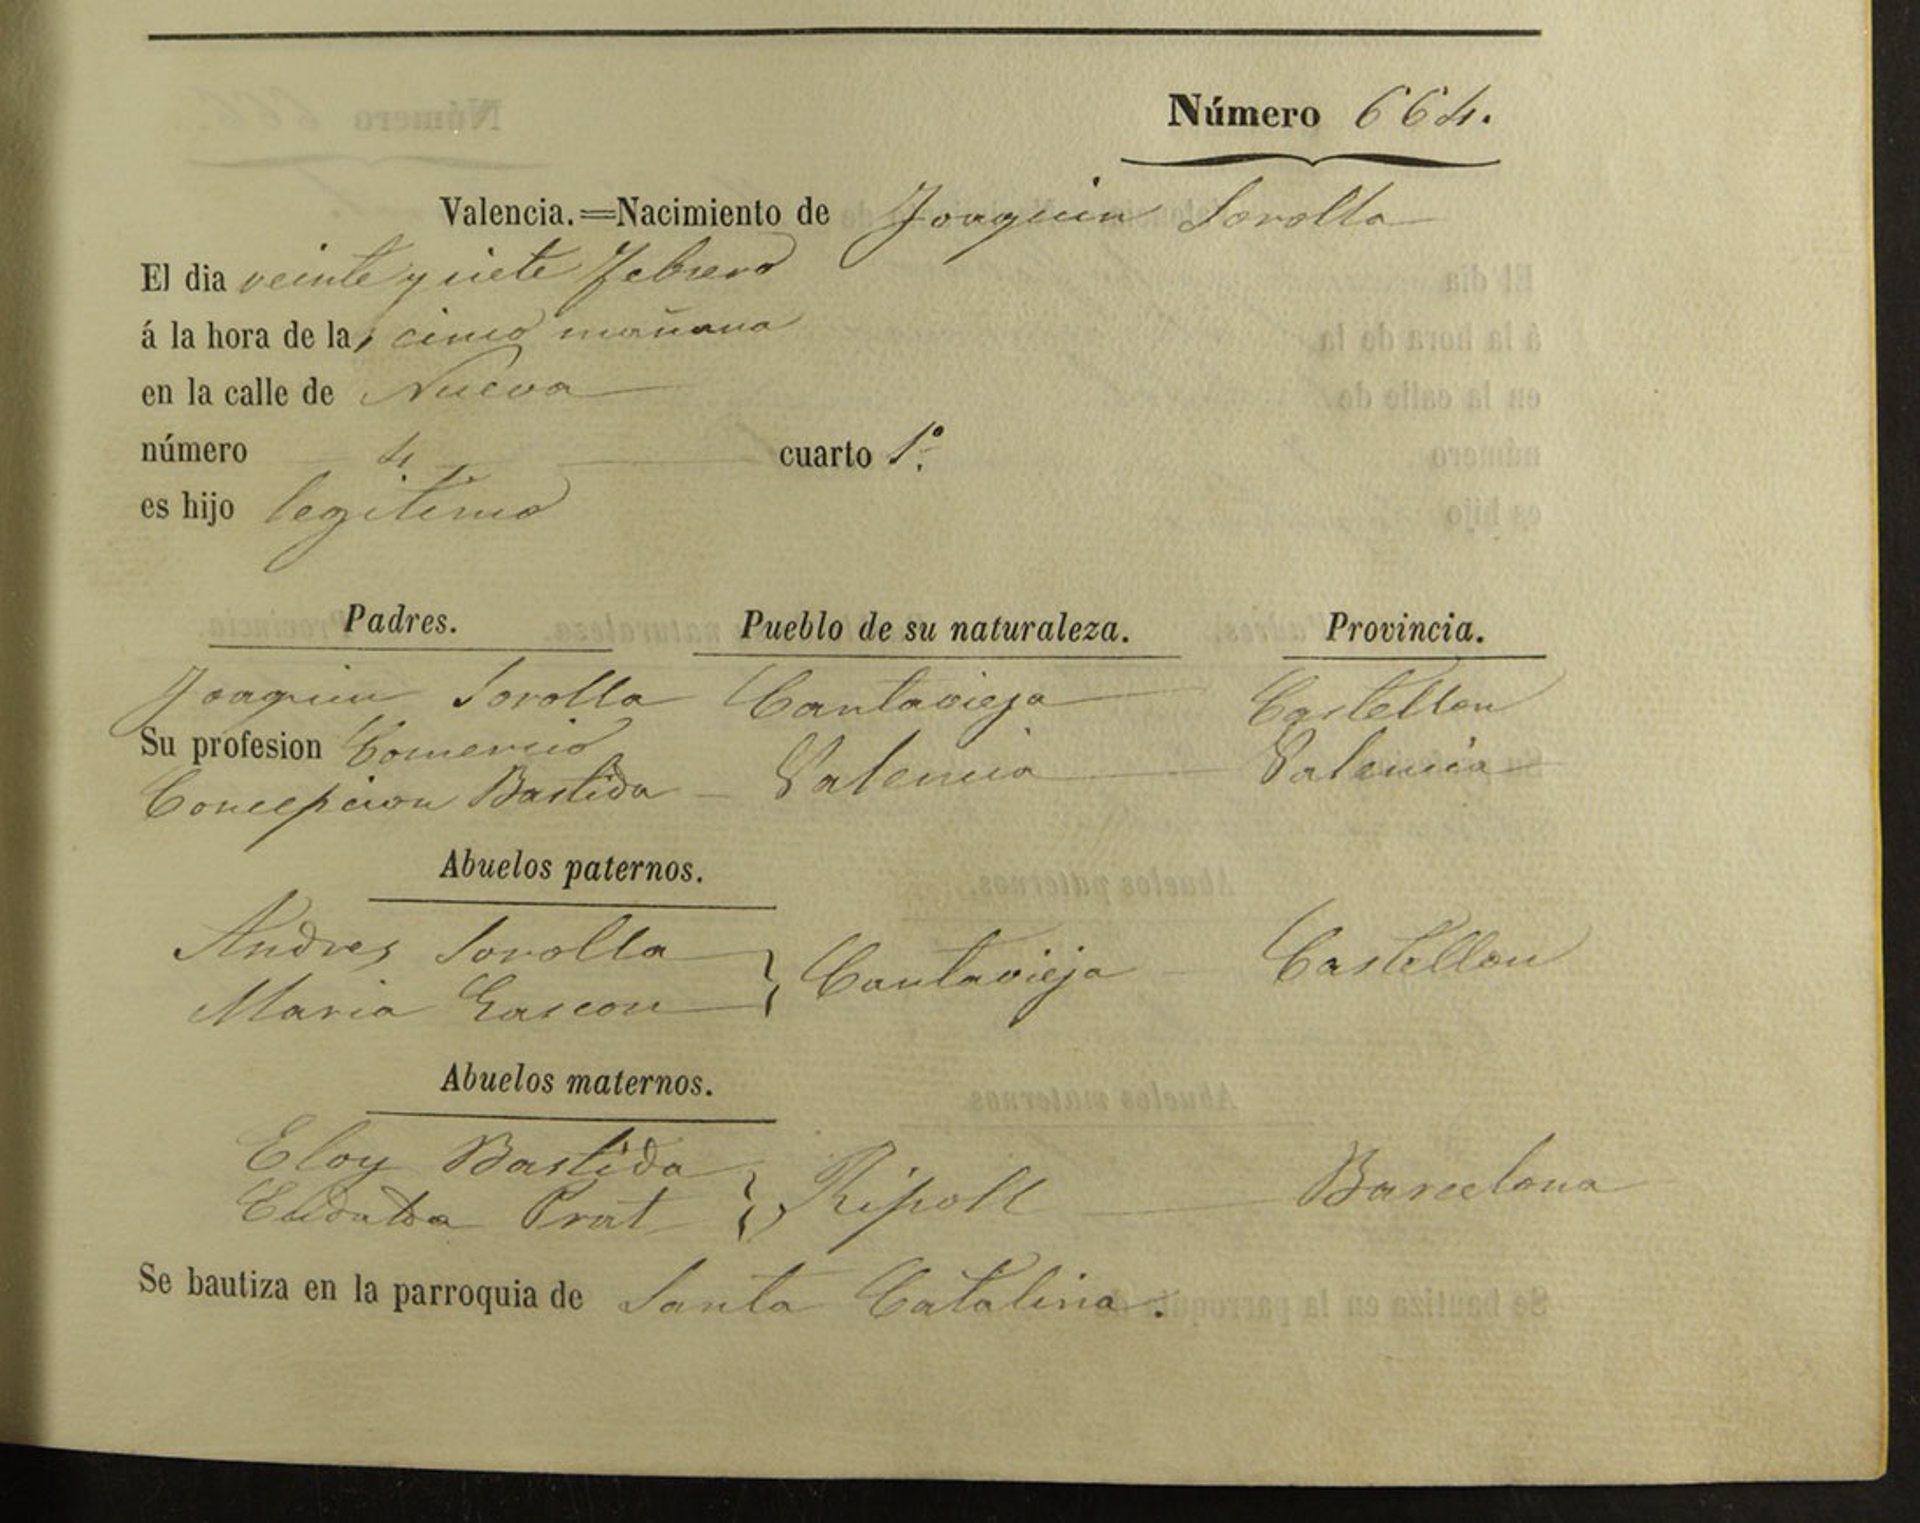 Número 664.
Valencia.=Nacimiento de Joaquin Sorolla
El dia veinte y siete Febrero
á la hora de las cinco mañana
en la calle de Nueva
número 4 cuarto 1º.
es hijo legitimo
Padres. Pueblo de su naturaleza. Provincia.
Joaquin Sorolla Cantavieja Castellon
Su profesion Comercio
Concepcion Bastida Valencia Valencia
Abuelos paternos.
Andres Sorolla
Maria Gascon } Cantavieja Castellon
Abuelos maternos.
Eloy Bastida
Prat } Ripoll Barcelona
Se bautiza en la parroquia de Santa Catalina.